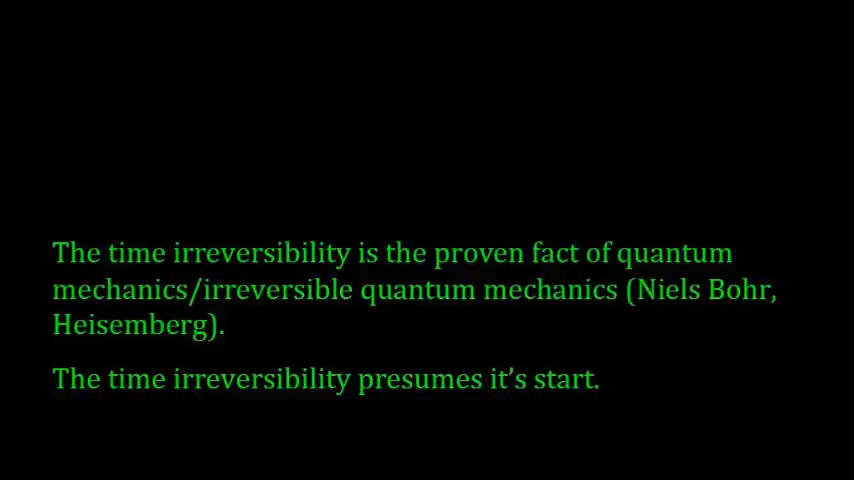 The time irreversibility is the proven fact of quantum
mechanics/irreversible quantum mechanics (Niels Bohr,
Heisemberg).
The time irreversibility presumes it’s start.